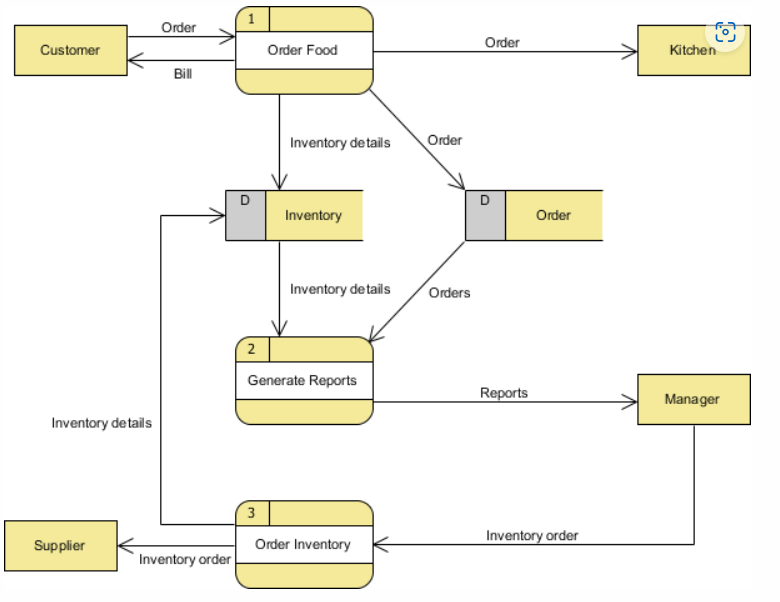 1
Order
Customer
Order Food
Order
Kitchen
Bill
Inventory details
Order
D
Inventory
D
Order
Inventory details
Orders
2
Generate Reports
Reports
Manager
Inventory details
3
Order Inventory
Inventory order
Supplier
Inventory order